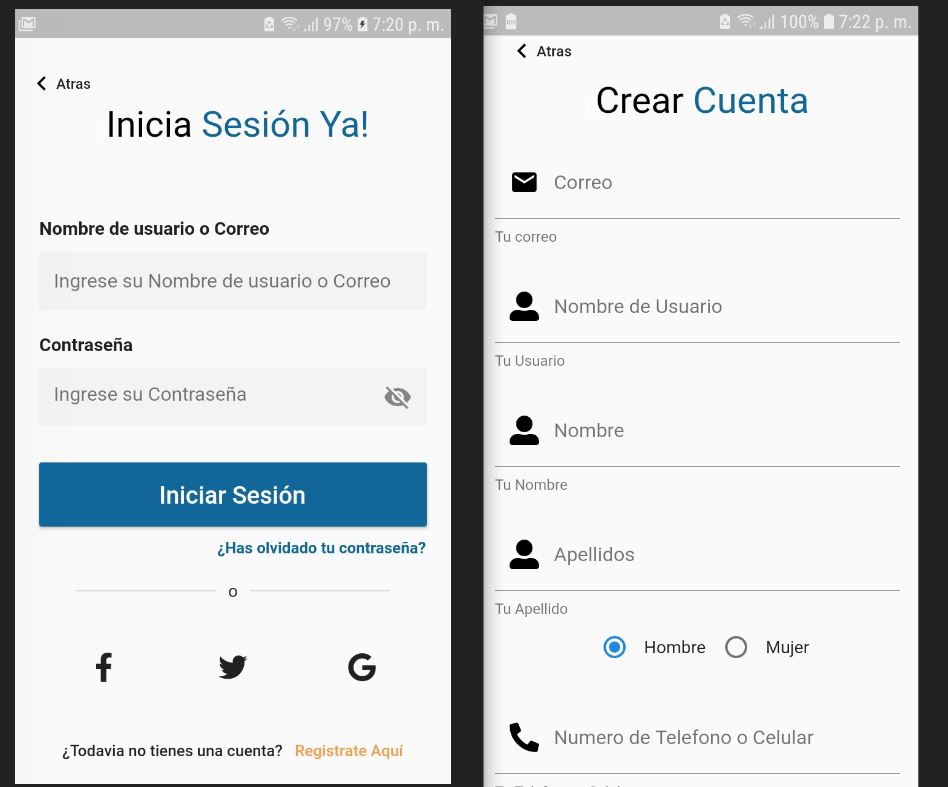 97% 7:20 p. m.
Atras
Inicia Sesión Ya!
Nombre de usuario o Correo
Ingrese su Nombre de usuario o Correo
Contraseña
Ingrese su Contraseña
Iniciar Sesión
¿Has olvidado tu contraseña?
o
¿Todavia no tienes una cuenta? Registrate Aquí
100% 7:22 p. m.
Atras
Crear Cuenta
Correo
Tu correo
Nombre de Usuario
Tu Usuario
Nombre
Tu Nombre
Apellidos
Tu Apellido
Hombre Mujer
Numero de Telefono o Celular